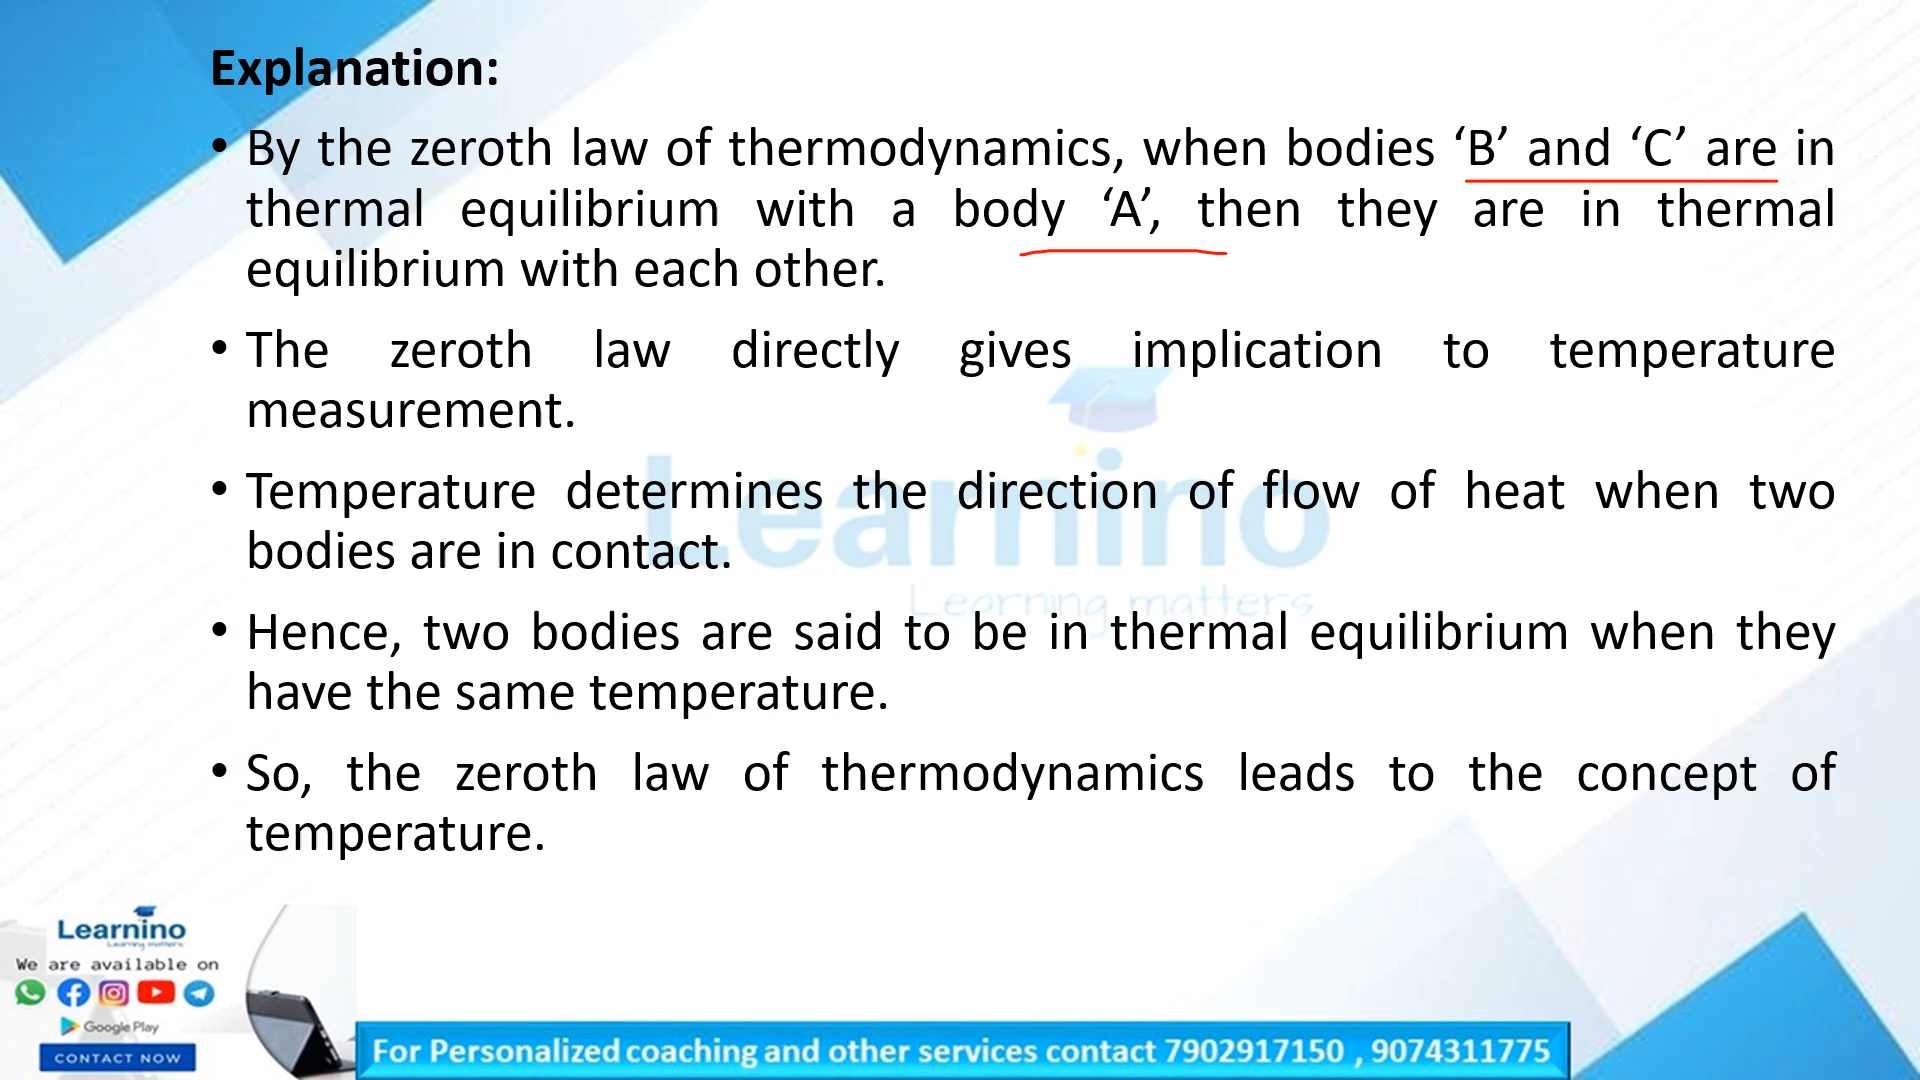 Explanation:
• By the zeroth law of thermodynamics, when bodies ‘B’ and ‘C’ are in
thermal equilibrium with a body ‘A’, then they are in thermal
equilibrium with each other.
• The zeroth law directly gives implication to temperature
measurement.
• Temperature determines the direction of flow of heat when two
bodies are in contact.
• Hence, two bodies are said to be in thermal equilibrium when they
have the same temperature.
• So, the zeroth law of thermodynamics leads to the concept of
temperature.
Learnino
Learning matters
Learnino
Learning matters
We are available on
Google Play
CONTACT NOW
For Personalized coaching and other services contact 7902917150 , 9074311775